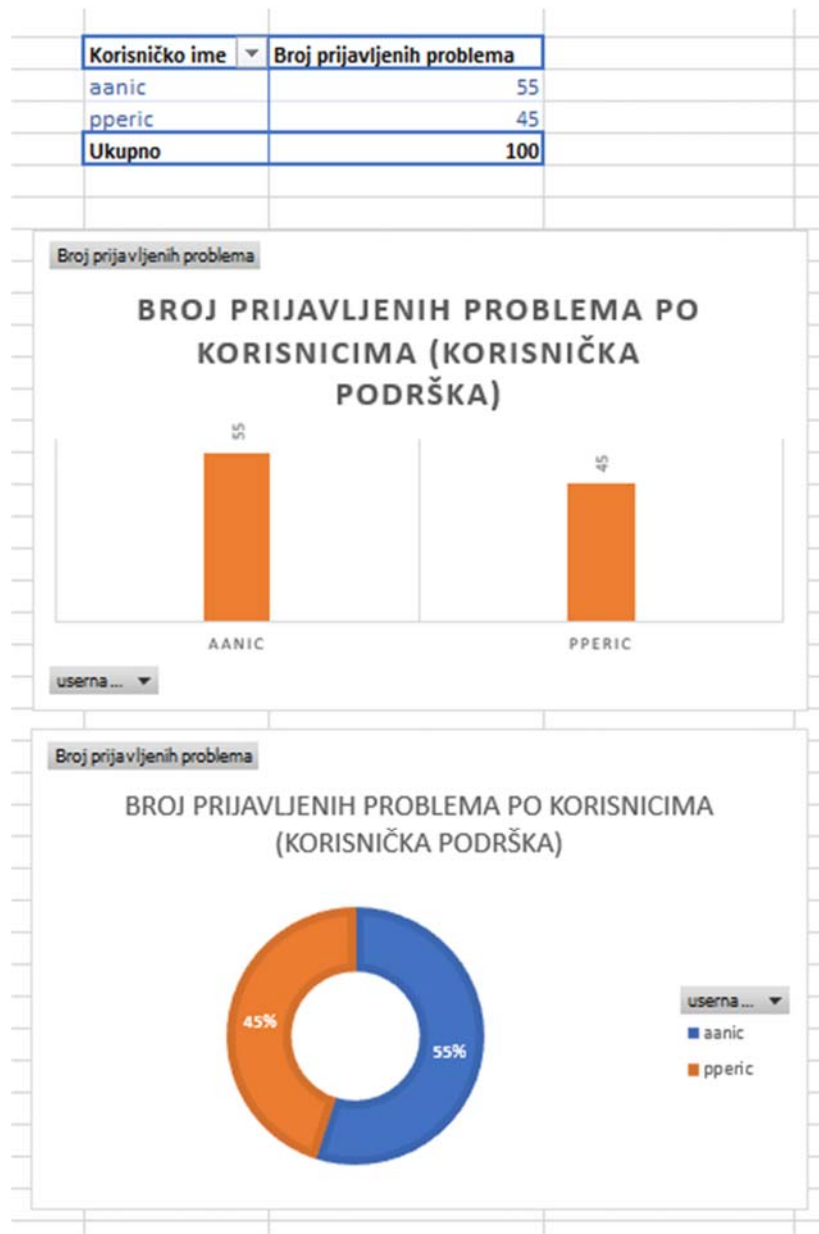 Korisničko ime Broj prijavljenih problema
aanic 55
pperic 45
Ukupno 100
Broj prijavljenih problema
BROJ PRIJAVLJENIH PROBLEMA PO
KORISNICIMA (KORISNIČKA
PODRŠKA)
55
45
AANIC PPERIC
userna...
Broj prijavljenih problema
BROJ PRIJAVLJENIH PROBLEMA PO KORISNICIMA
(KORISNIČKA PODRŠKA)
45%
55%
userna...
aanic
pperic